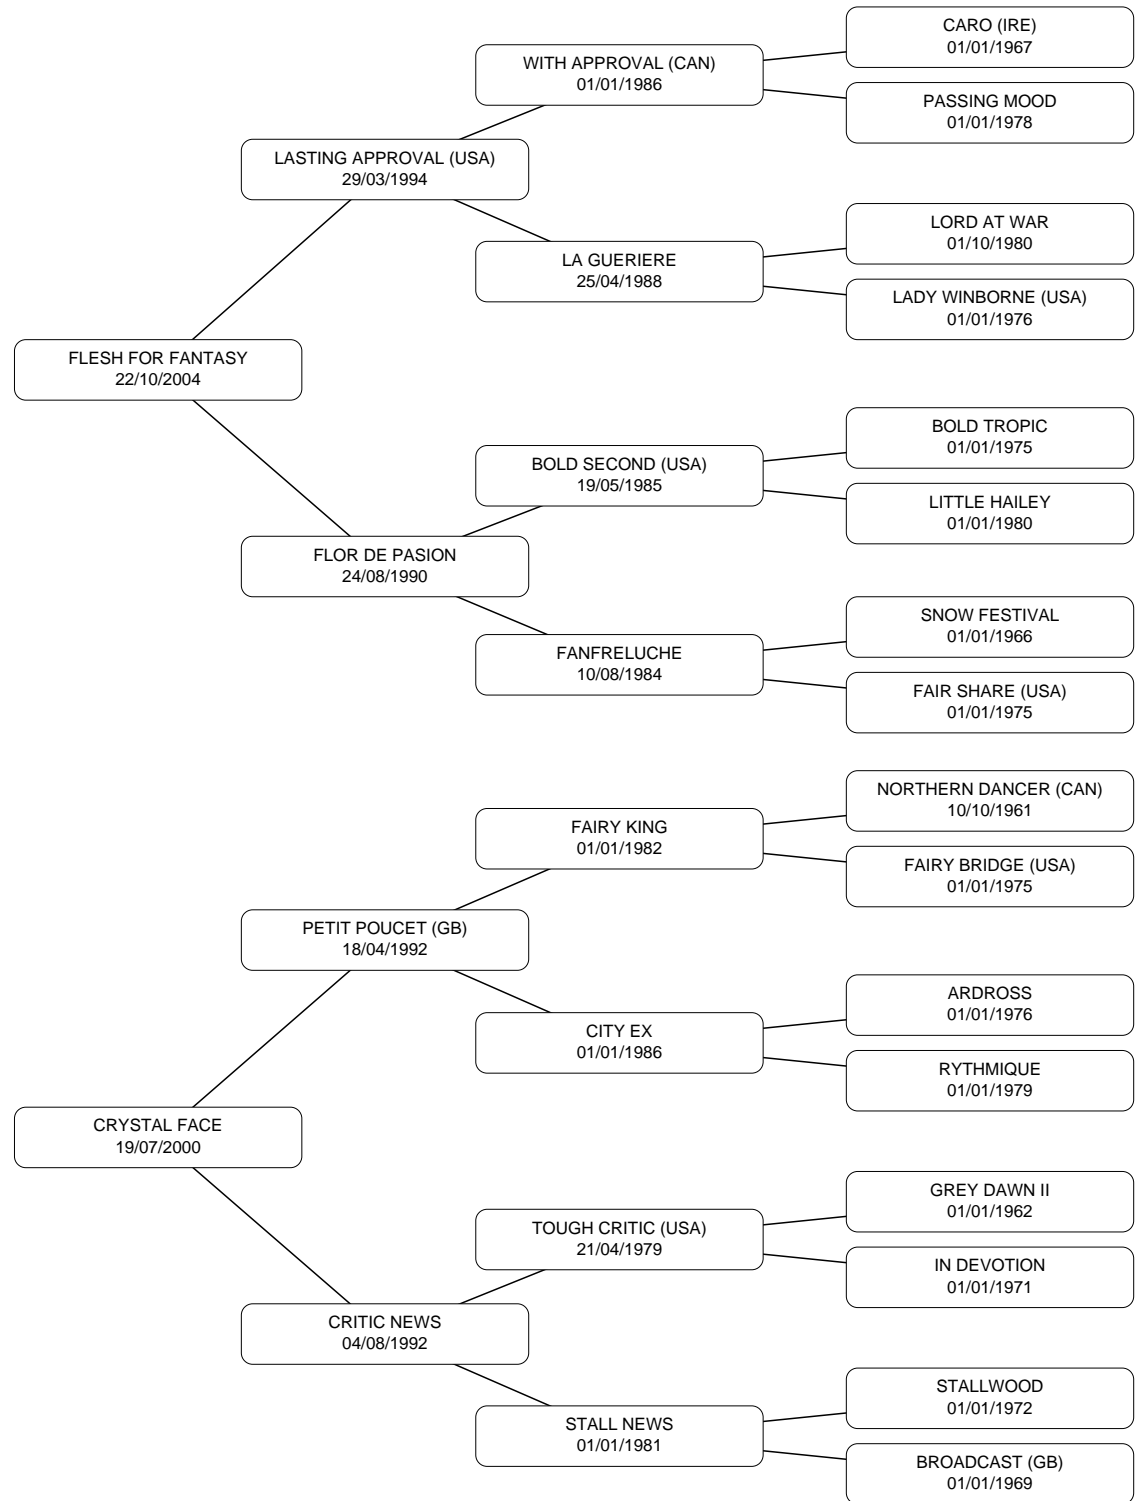 CARO (IRE)
01/01/1967
WITH APPROVAL (CAN)
01/01/1986
PASSING MOOD
01/01/1978
LASTING APPROVAL (USA)
29/03/1994
LORD AT WAR
01/10/1980
LA GUERIERE
25/04/1988
LADY WINBORNE (USA)
01/01/1976
FLESH FOR FANTASY
22/10/2004
BOLD TROPIC
01/01/1975
BOLD SECOND (USA)
19/05/1985
LITTLE HAILEY
01/01/1980
FLOR DE PASION
24/08/1990
SNOW FESTIVAL
01/01/1966
FANFRELUCHE
10/08/1984
FAIR SHARE (USA)
01/01/1975
NORTHERN DANCER (CAN)
10/10/1961
FAIRY KING
01/01/1982
FAIRY BRIDGE (USA)
01/01/1975
PETIT POUCET (GB)
18/04/1992
ARDROSS
01/01/1976
CITY EX
01/01/1986
RYTHMIQUE
01/01/1979
CRYSTAL FACE
19/07/2000
GREY DAWN II
01/01/1962
TOUGH CRITIC (USA)
21/04/1979
IN DEVOTION
01/01/1971
CRITIC NEWS
04/08/1992
STALLWOOD
01/01/1972
STALL NEWS
01/01/1981
BROADCAST (GB)
01/01/1969